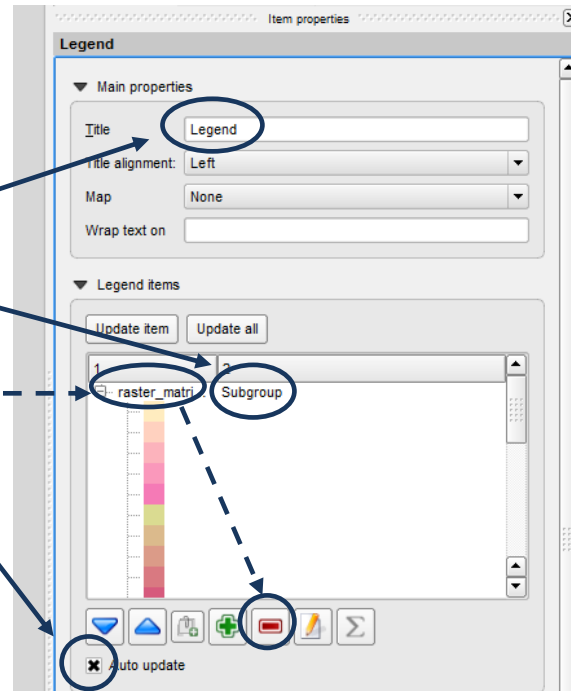 Item properties
Legend
Main properties
Title Legend
Title alignment: Left
Map None
Wrap text on
Legend items
Update item Update all
1 2
raster_matri... Subgroup
Auto update